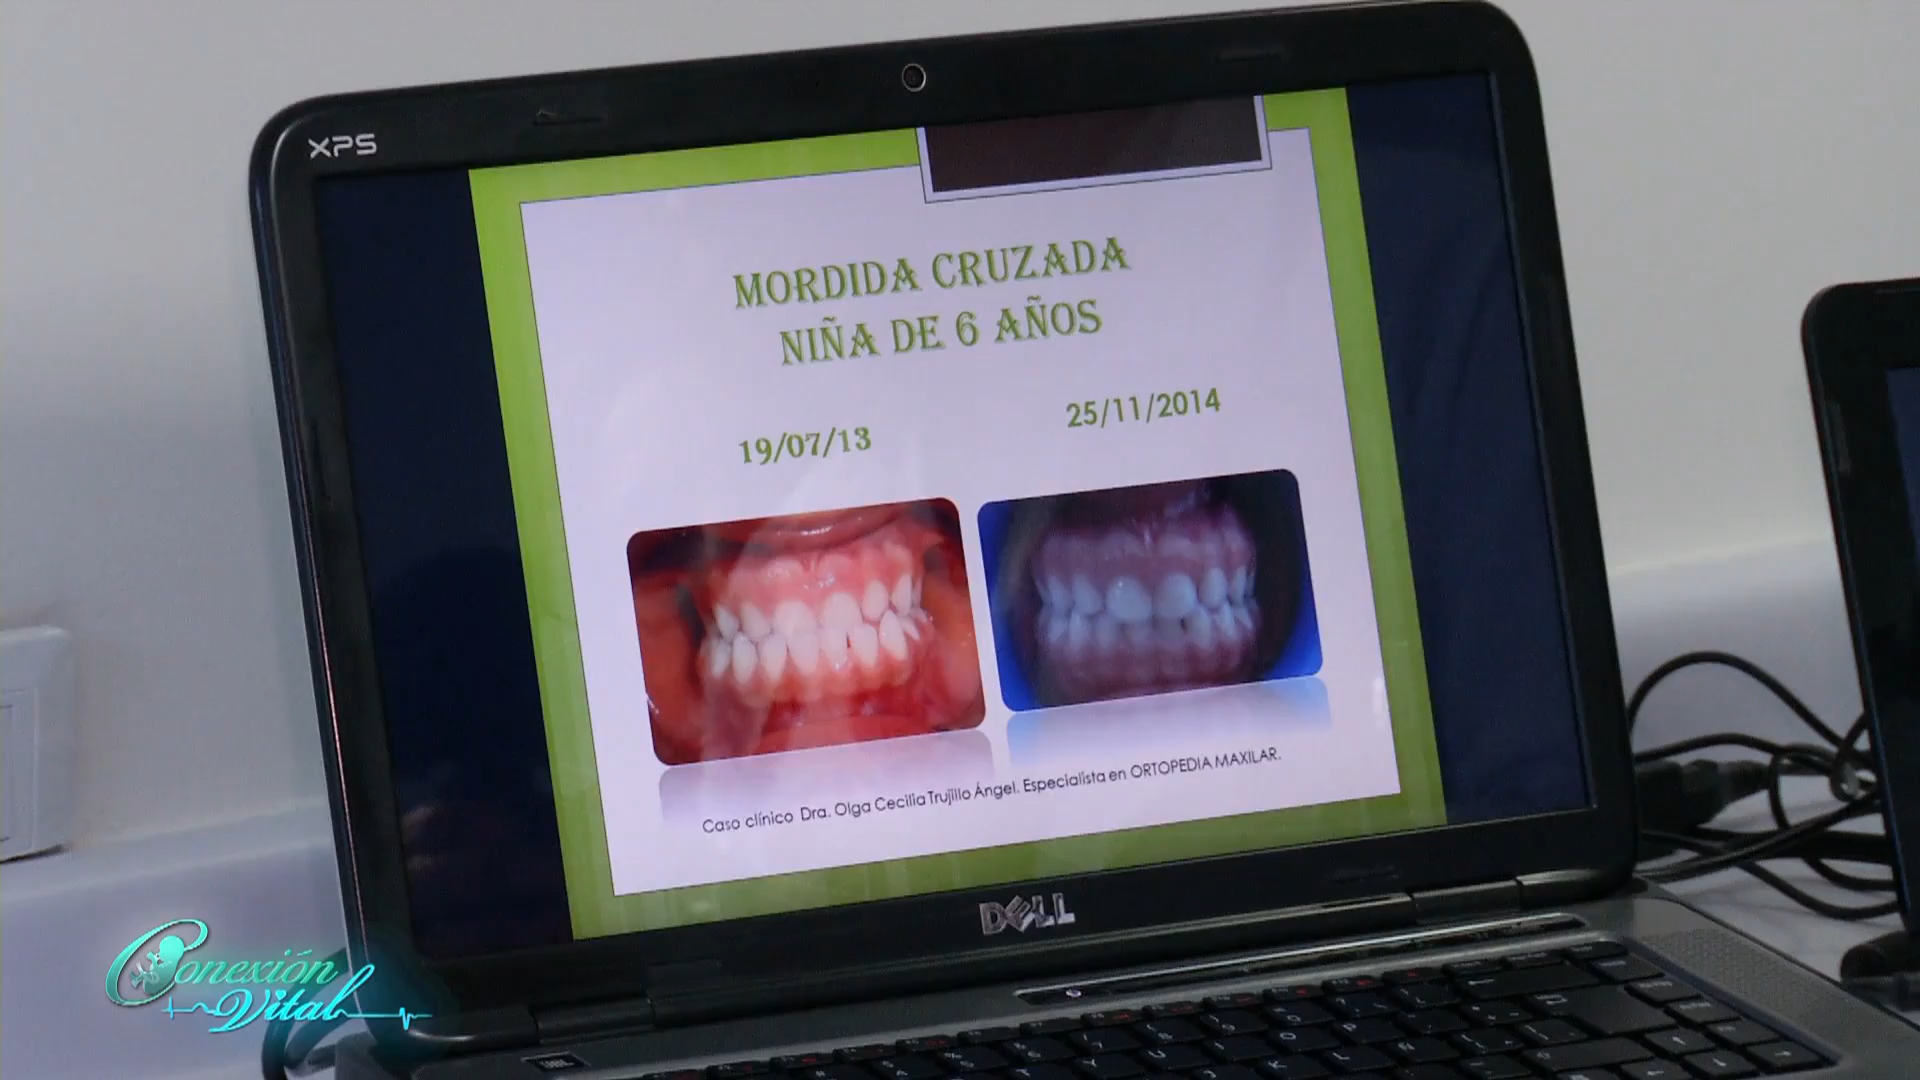 XPS
MORDIDA CRUZADA
NIÑA DE 6 AÑOS
19/07/13
25/11/2014
Caso clínico Dra. Olga Cecilia Trujillo Ángel. Especialista en ORTOPEDIA MAXILAR.
DELL
Conexión
Vital